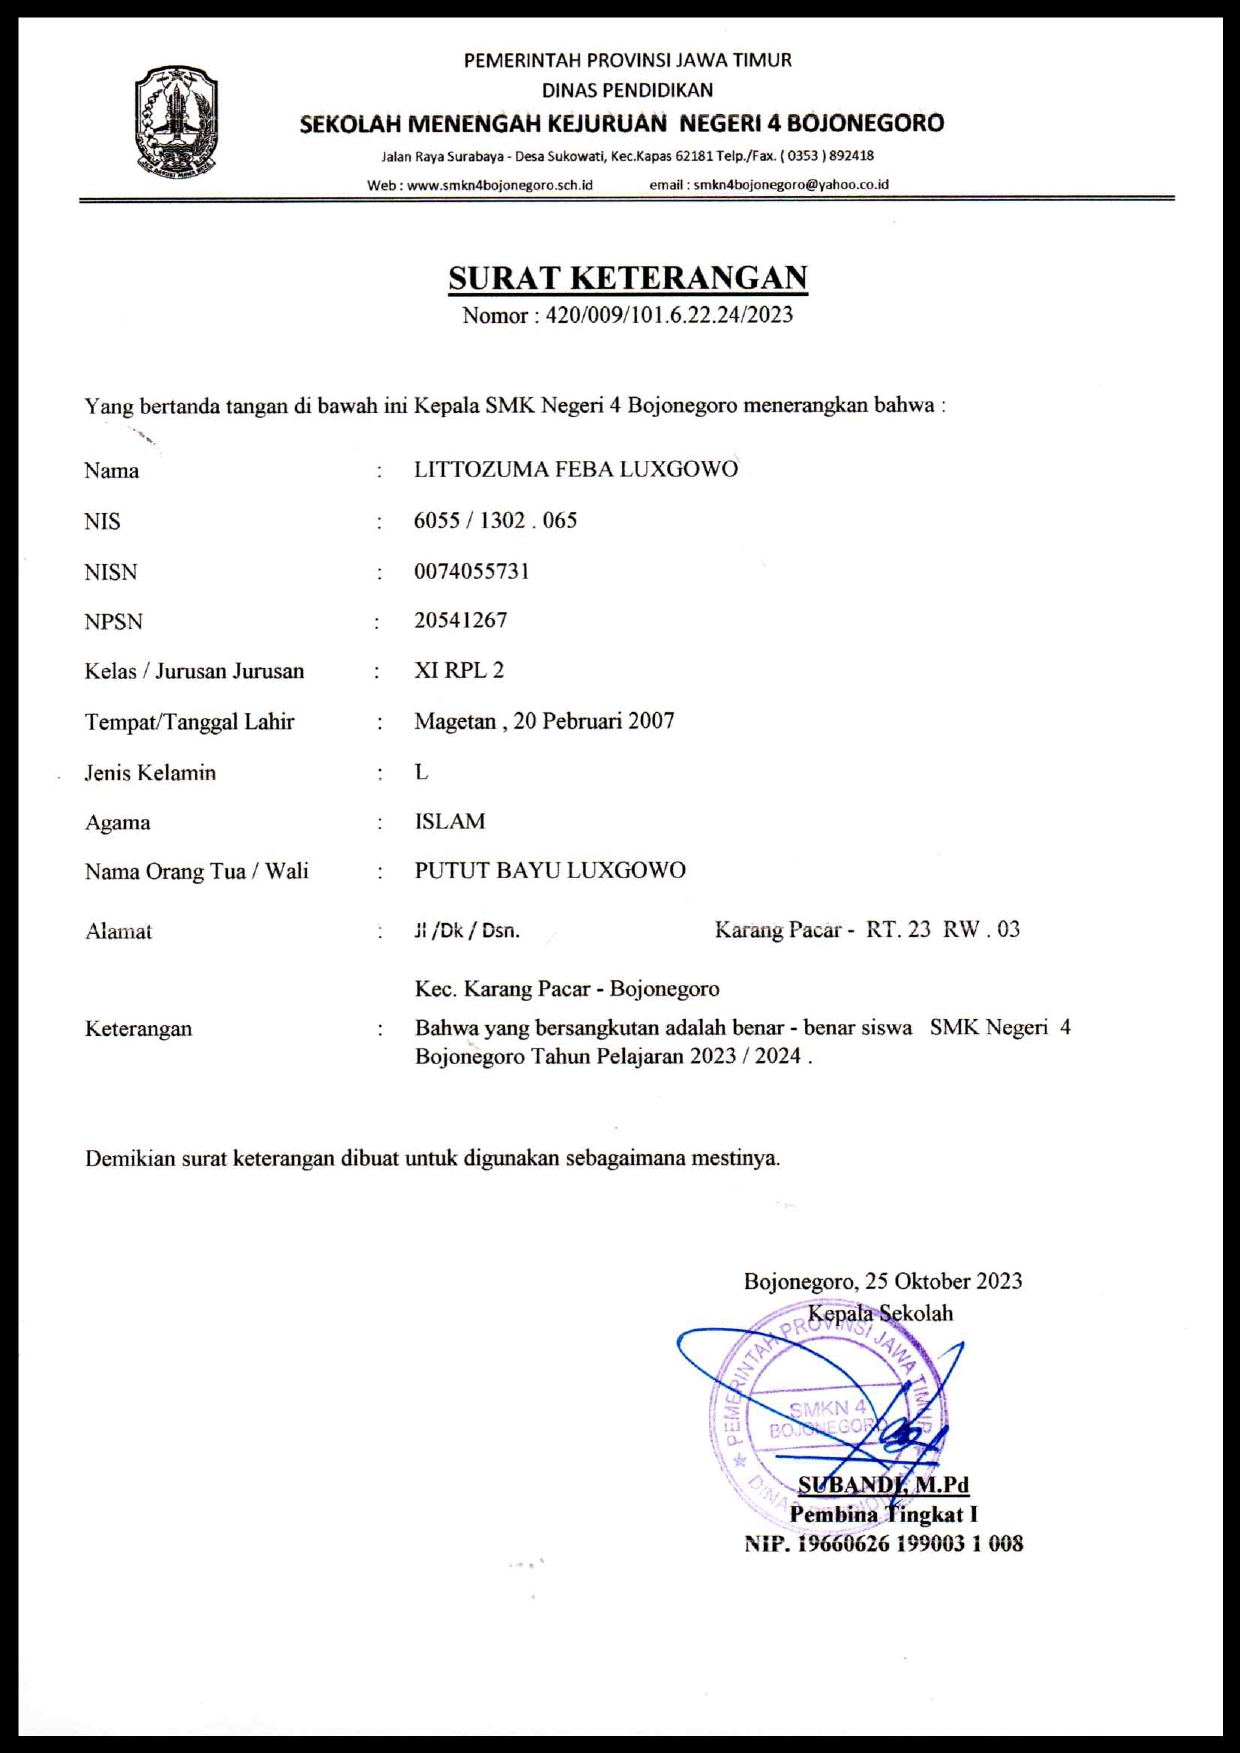 PEMERINTAH PROVINSI JAWA TIMUR
DINAS PENDIDIKAN
SEKOLAH MENENGAH KEJURUAN NEGERI 4 BOJONEGORO
Jalan Raya Surabaya - Desa Sukowati, Kec.Kapas 62181 Telp./Fax. ( 0353 ) 892418
Web : www.smkn4bojonegoro.sch.id email : smkn4bojonegoro@yahoo.co.id
SURAT KETERANGAN
Nomor : 420/009/101.6.22.24/2023
Yang bertanda tangan di bawah ini Kepala SMK Negeri 4 Bojonegoro menerangkan bahwa :
Nama : LITTOZUMA FEBA LUXGOWO
NIS : 6055 / 1302 . 065
NISN : 0074055731
NPSN : 20541267
Kelas / Jurusan Jurusan : XI RPL 2
Tempat/Tanggal Lahir : Magetan , 20 Pebruari 2007
Jenis Kelamin : L
Agama : ISLAM
Nama Orang Tua / Wali : PUTUT BAYU LUXGOWO
Alamat : Jl /Dk / Dsn. Karang Pacar - RT. 23 RW . 03
Kec. Karang Pacar - Bojonegoro
Keterangan : Bahwa yang bersangkutan adalah benar - benar siswa SMK Negeri 4
Bojonegoro Tahun Pelajaran 2023 / 2024 .
Demikian surat keterangan dibuat untuk digunakan sebagaimana mestinya.
Bojonegoro, 25 Oktober 2023
Kepala Sekolah
PEMERINTAH PROVINSI JAWA TIMUR
SMKN 4
BOJONEGORO
DINAS PENDIDIKAN
SUBANDI, M.Pd
Pembina Tingkat I
NIP. 19660626 199003 1 008